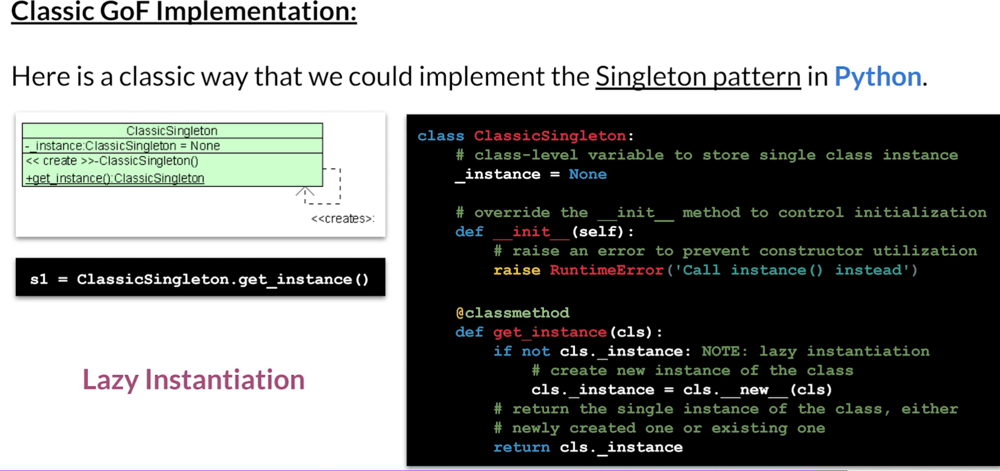 Classic GoF Implementation:
Here is a classic way that we could implement the Singleton pattern in Python.
ClassicSingleton
-_instance:ClassicSingleton = None
<< create >>-ClassicSingleton()
+get_instance():ClassicSingleton
<<creates>:
s1 = ClassicSingleton.get_instance()
Lazy Instantiation
class ClassicSingleton:
    # class-level variable to store single class instance
    _instance = None
    # override the __init__ method to control initialization
    def __init__(self):
        # raise an error to prevent constructor utilization
        raise RuntimeError('Call instance() instead')
    @classmethod
    def get_instance(cls):
        if not cls._instance: NOTE: lazy instantiation
            # create new instance of the class
            cls._instance = cls.__new__(cls)
        # return the single instance of the class, either
        # newly created one or existing one
        return cls._instance